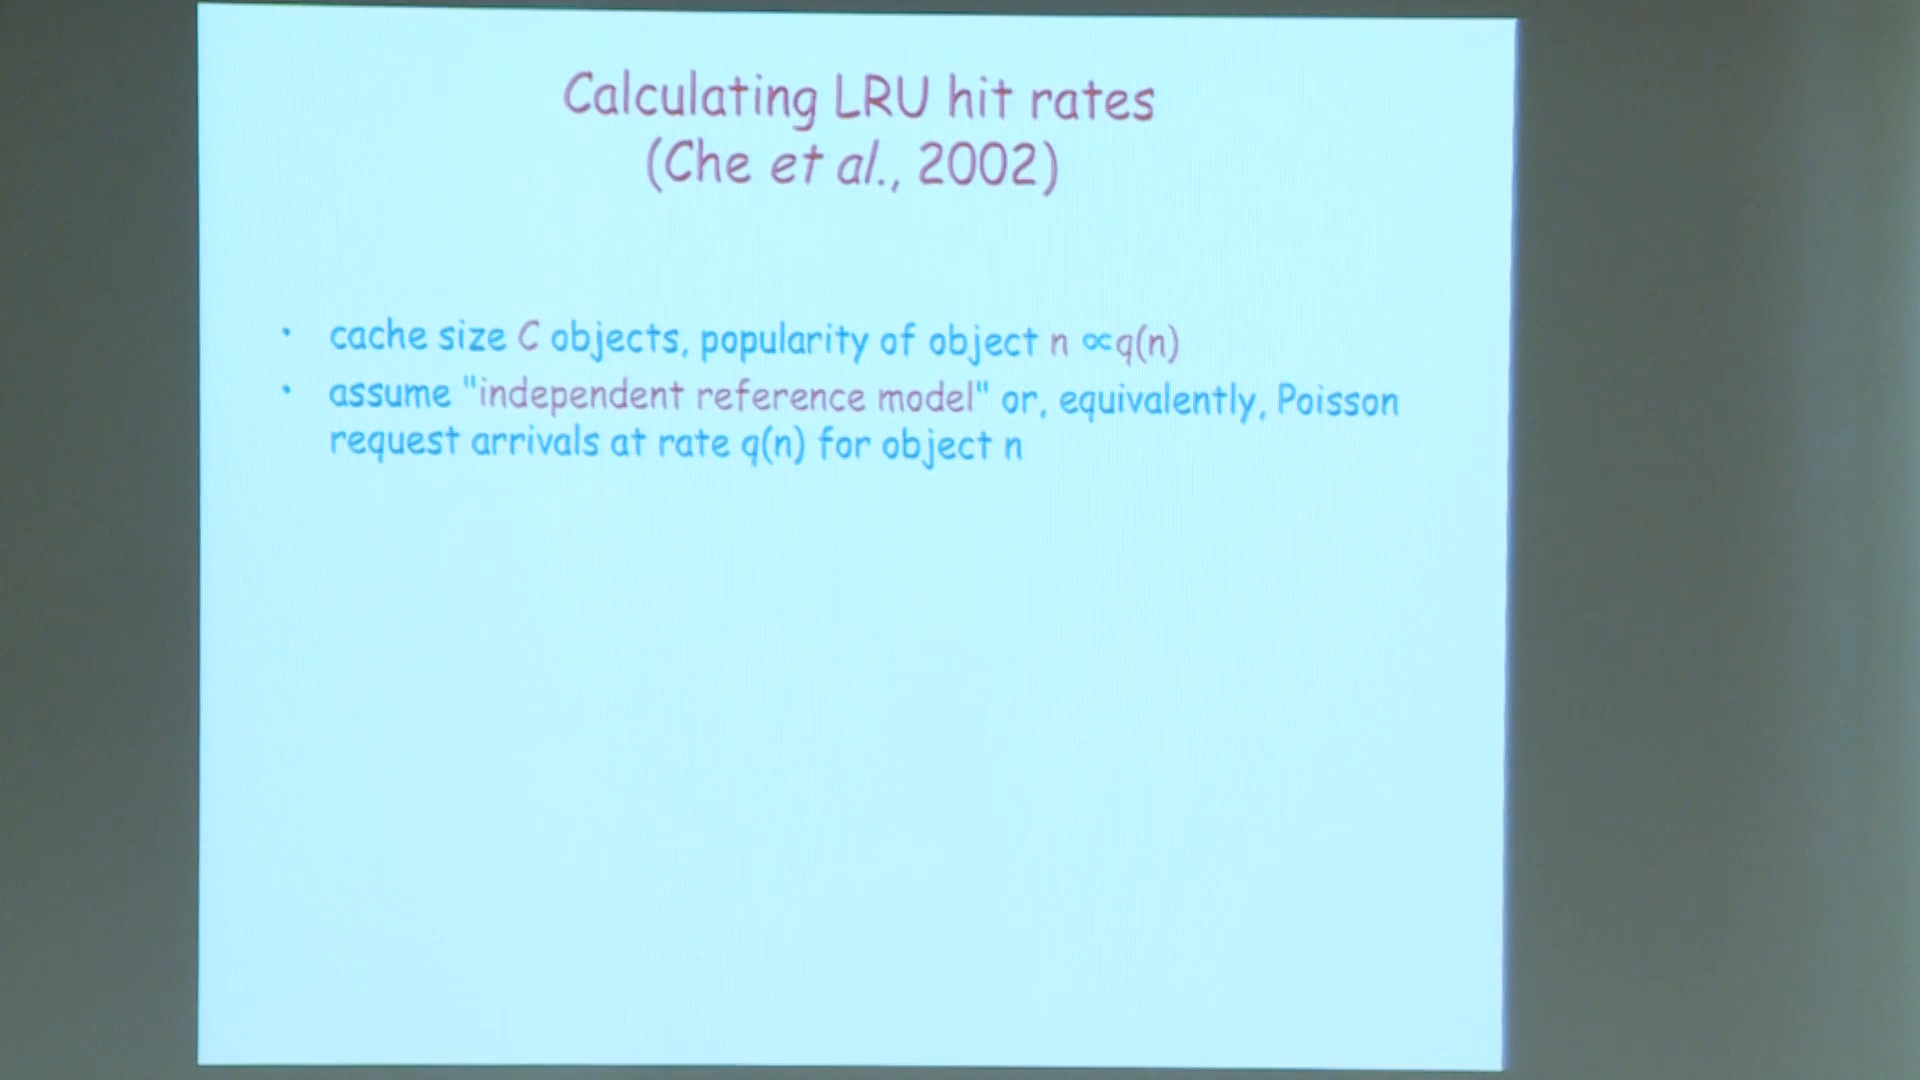 Calculating LRU hit rates
(Che et al., 2002)
• cache size C objects, popularity of object n ∝q(n)
• assume "independent reference model" or, equivalently, Poisson
request arrivals at rate q(n) for object n